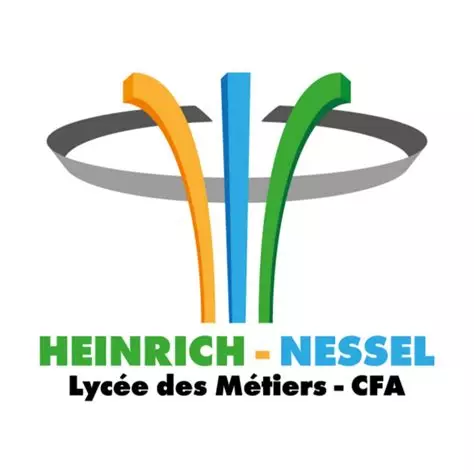 HEINRICH - NESSEL
Lycée des Métiers - CFA